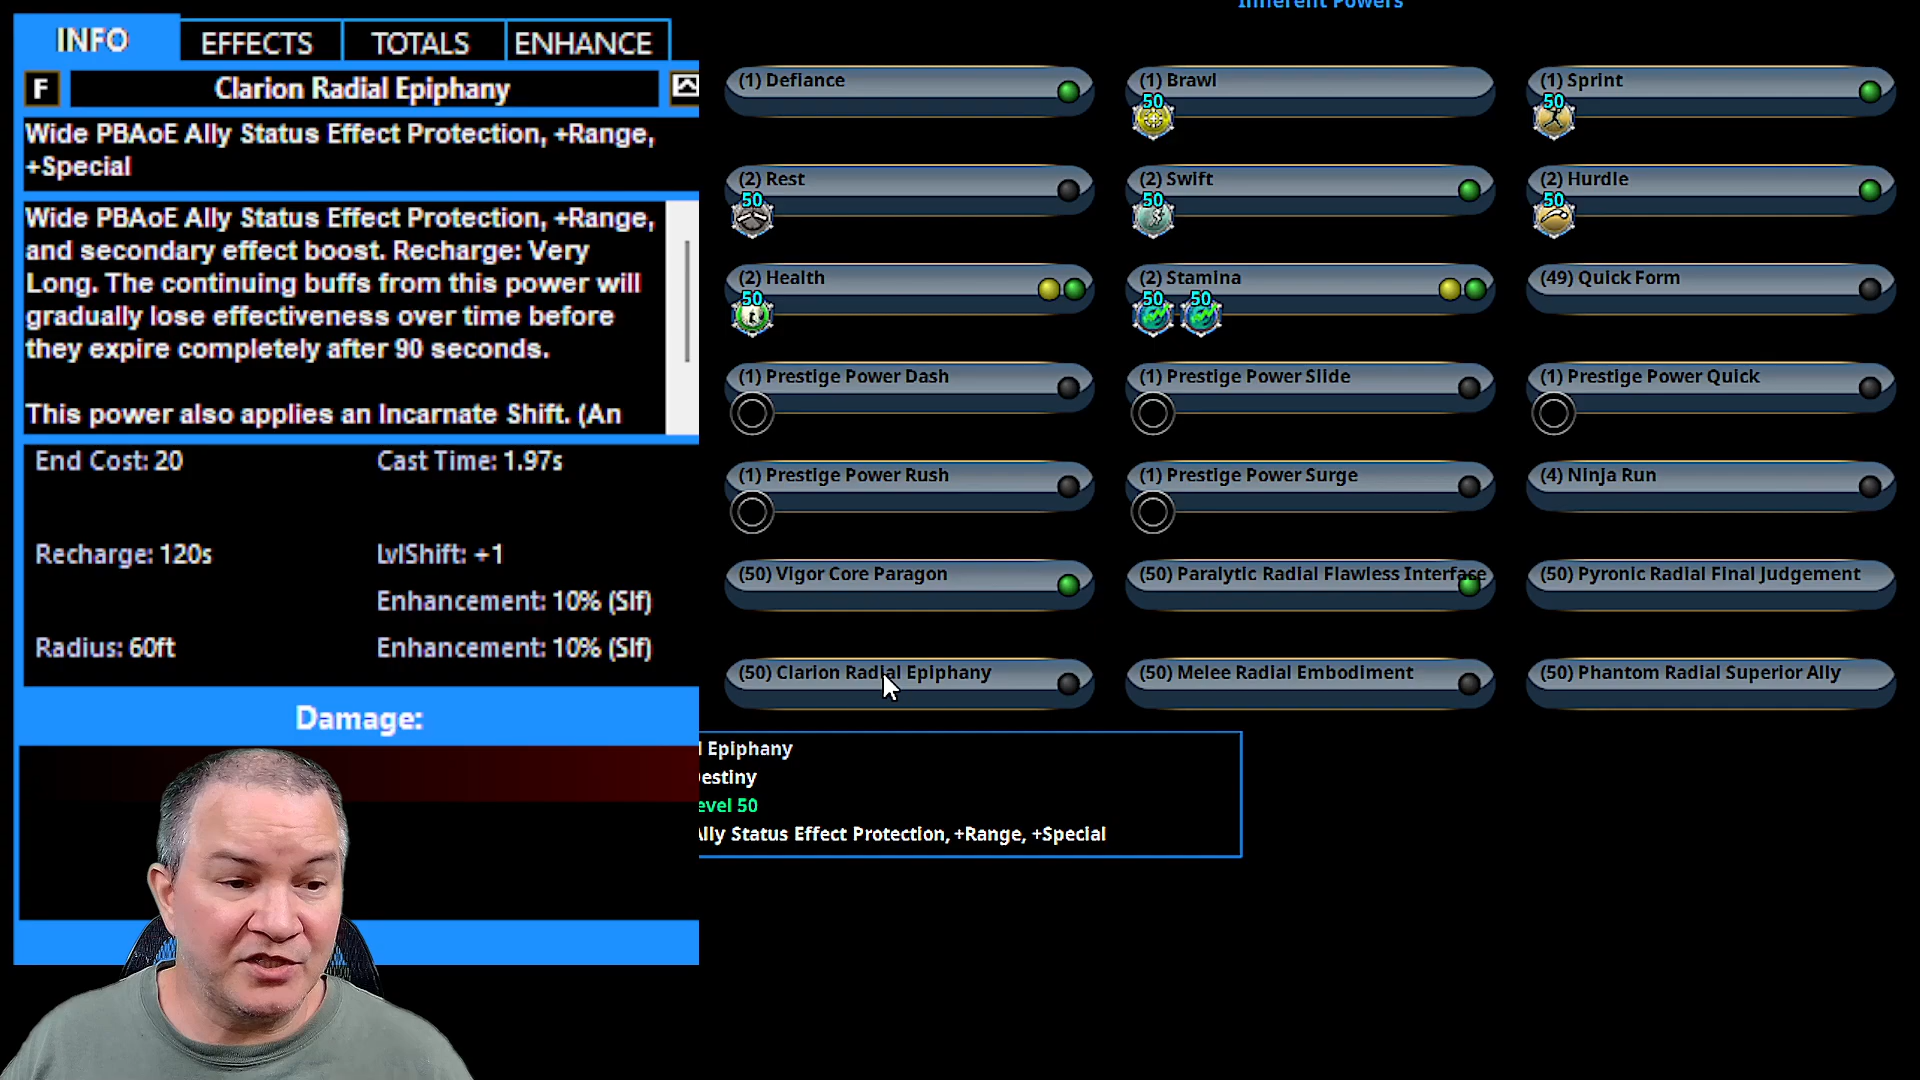 Inherent Powers
INFO
EFFECTS
TOTALS
ENHANCE
F
Clarion Radial Epiphany
Wide PBAoE Ally Status Effect Protection, +Range,
+Special
Wide PBAoE Ally Status Effect Protection, +Range,
and secondary effect boost. Recharge: Very
Long. The continuing buffs from this power will
gradually lose effectiveness over time before
they expire completely after 90 seconds.
This power also applies an Incarnate Shift. (An
End Cost: 20
Cast Time: 1.97s
Recharge: 120s
LvlShift: +1
Enhancement: 10% (Slf)
Radius: 60ft
Enhancement: 10% (Slf)
Damage:
(1) Defiance
(1) Brawl
50
(1) Sprint
50
(2) Rest
50
(2) Swift
50
(2) Hurdle
50
(2) Health
50
(2) Stamina
50 50
(49) Quick Form
(1) Prestige Power Dash
(1) Prestige Power Slide
(1) Prestige Power Quick
(1) Prestige Power Rush
(1) Prestige Power Surge
(4) Ninja Run
(50) Vigor Core Paragon
(50) Paralytic Radial Flawless Interface
(50) Pyronic Radial Final Judgement
(50) Clarion Radial Epiphany
(50) Melee Radial Embodiment
(50) Phantom Radial Superior Ally
l Epiphany
Destiny
evel 50
Ally Status Effect Protection, +Range, +Special